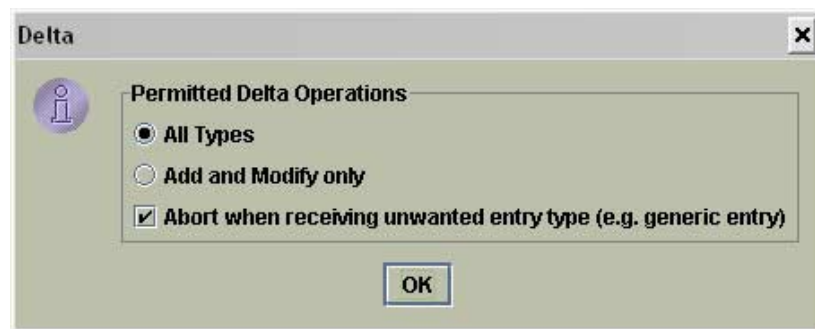 Delta
Permitted Delta Operations
All Types
Add and Modify only
Abort when receiving unwanted entry type (e.g. generic entry)
OK